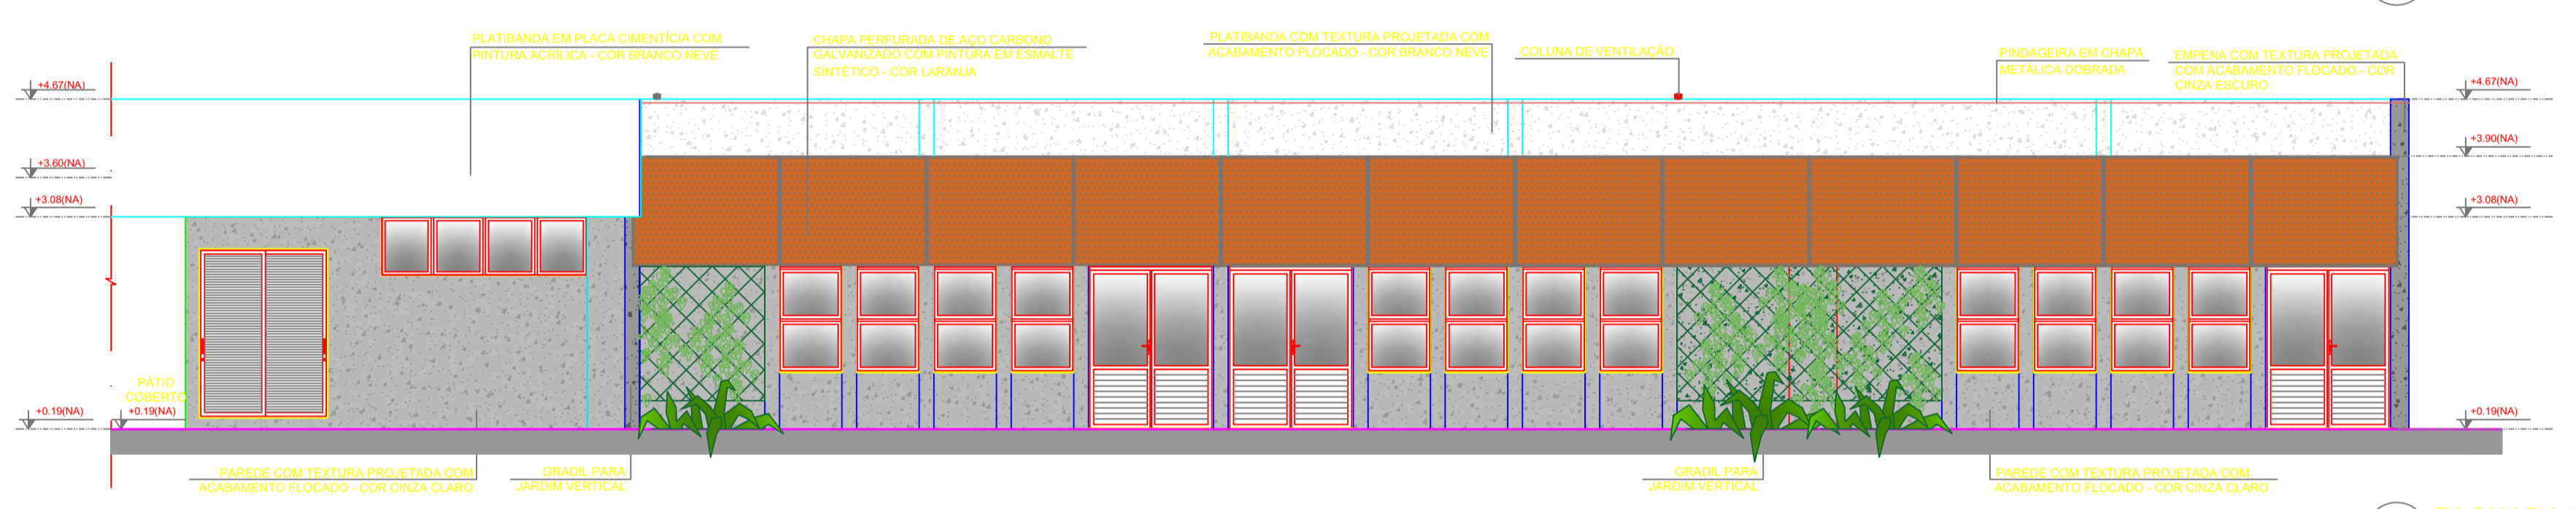 PLATIBANDA EM PLACA CIMENTÍCIA COM
PINTURA ACRÍLICA - COR BRANCO NEVE
CHAPA PERFURADA DE AÇO CARBONO
GALVANIZADO COM PINTURA EM ESMALTE
SINTÉTICO - COR LARANJA
PLATIBANDA COM TEXTURA PROJETADA COM
ACABAMENTO FLOCADO - COR BRANCO NEVE
COLUNA DE VENTILAÇÃO
PINDAGEIRA EM CHAPA
METÁLICA DOBRADA
EMPENA COM TEXTURA PROJETADA
COM ACABAMENTO FLOCADO - COR
CINZA ESCURO
+4.67(NA)
+4.67(NA)
+3.60(NA)
+3.90(NA)
+3.08(NA)
+3.08(NA)
PÁTIO
COBERTO
+0.19(NA)
+0.19(NA)
+0.19(NA)
PAREDE COM TEXTURA PROJETADA COM
ACABAMENTO FLOCADO - COR CINZA CLARO
GRADIL PARA
JARDIM VERTICAL
GRADIL PARA
JARDIM VERTICAL
PAREDE COM TEXTURA PROJETADA COM
ACABAMENTO FLOCADO - COR CINZA CLARO